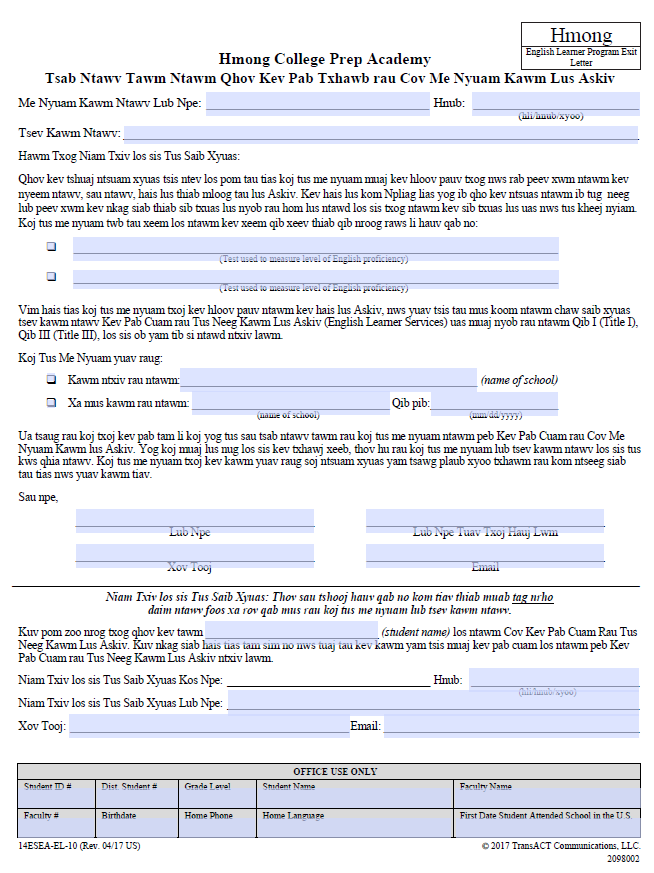 Hmong
English Learner Program Exit
Letter
Hmong College Prep Academy
Tsab Ntawv Tawm Ntawm Qhov Kev Pab Txhawb rau Cov Me Nyuam Kawm Lus Askiv
Me Nyuam Kawm Ntawv Lub Npe: Hnub:
(hli/hnub/xyoo)
Tsev Kawm Ntawv:
Hawm Txog Niam Txiv los sis Tus Saib Xyuas:
Qhov kev tshuaj ntsuam xyuas tsis ntev los pom tau tias koj tus me nyuam muaj kev hloov pauv txog nws rab peev xwm ntawm kev
nyeem ntawv, sau ntawv, hais lus thiab mloog tau lus Askiv. Kev hais lus kom Npliag lias yog ib qho kev ntsuas ntawm ib tug neeg
lub peev xwm kev nkag siab thiab sib txuas lus nyob rau hom lus ntawd los sis txog ntawm kev sib txuas lus uas nws tus kheej nyiam.
Koj tus me nyuam twb tau xeem los ntawm kev xeem qib xeev thiab qib nroog raws li hauv qab no:
(Test used to measure level of English proficiency)
(Test used to measure level of English proficiency)
Vim hais tias koj tus me nyuam txoj kev hloov pauv ntawm kev hais lus Askiv, nws yuav tsis tau mus koom ntawm chaw saib xyuas
tsev kawm ntawv Kev Pab Cuam rau Tus Neeg Kawm Lus Askiv (English Learner Services) uas muaj nyob rau ntawm Qib I (Title I),
Qib III (Title III), los sis ob yam tib si ntawd ntxiv lawm.
Koj Tus Me Nyuam yuav raug:
Kawm ntxiv rau ntawm: (name of school)
Xa mus kawm rau ntawm: Qib pib:
(name of school) (mm/dd/yyyy)
Ua tsaug rau koj txoj kev pab tam li koj yog tus sau tsab ntawv tawm rau koj tus me nyuam ntawm peb Kev Pab Cuam rau Cov Me
Nyuam Kawm lus Askiv. Yog koj muaj lus nug los sis kev txhawj xeeb, thov hu rau koj tus me nyuam lub tsev kawm ntawv los sis tus
kws qhia ntawv. Koj tus me nyuam txoj kev kawm yuav raug soj ntsuam xyuas yam tsawg plaub xyoo txhawm rau kom ntseeg siab
tau tias nws yuav kawm tiav.
Sau npe,
Lub Npe Lub Npe Tuav Txoj Hauj Lwm
Xov Tooj Email
Niam Txiv los sis Tus Saib Xyuas: Thov sau tshooj hauv qab no kom tiav thiab muab tag nrho
daim ntawv foos xa rov qab mus rau koj tus me nyuam lub tsev kawm ntawv.
Kuv pom zoo nrog txog qhov kev tawm (student name) los ntawm Cov Kev Pab Cuam Rau Tus
Neeg Kawm Lus Askiv. Kuv nkag siab hais tias tam sim no nws tuaj tau kev kawm yam tsis muaj kev pab cuam los ntawm peb Kev
Pab Cuam rau Tus Neeg Kawm Lus Askiv ntxiv lawm.
Niam Txiv los sis Tus Saib Xyuas Kos Npe: Hnub:
(hli/hnub/xyoo)
Niam Txiv los sis Tus Saib Xyuas Lub Npe:
Xov Tooj: Email:
OFFICE USE ONLY
Student ID # Dist. Student # Grade Level Student Name Faculty Name
Faculty # Birthdate Home Phone Home Language First Date Student Attended School in the U.S.
14ESEA-EL-10 (Rev. 04/17 US) © 2017 TransACT Communications, LLC.
2098002